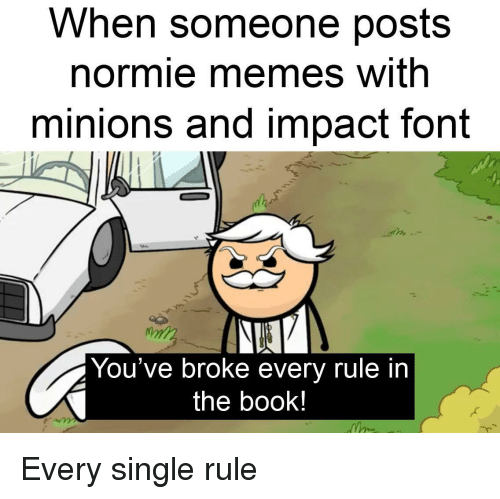 When someone posts
normie memes with
minions and impact font
You've broke every rule in
the book!
Every single rule